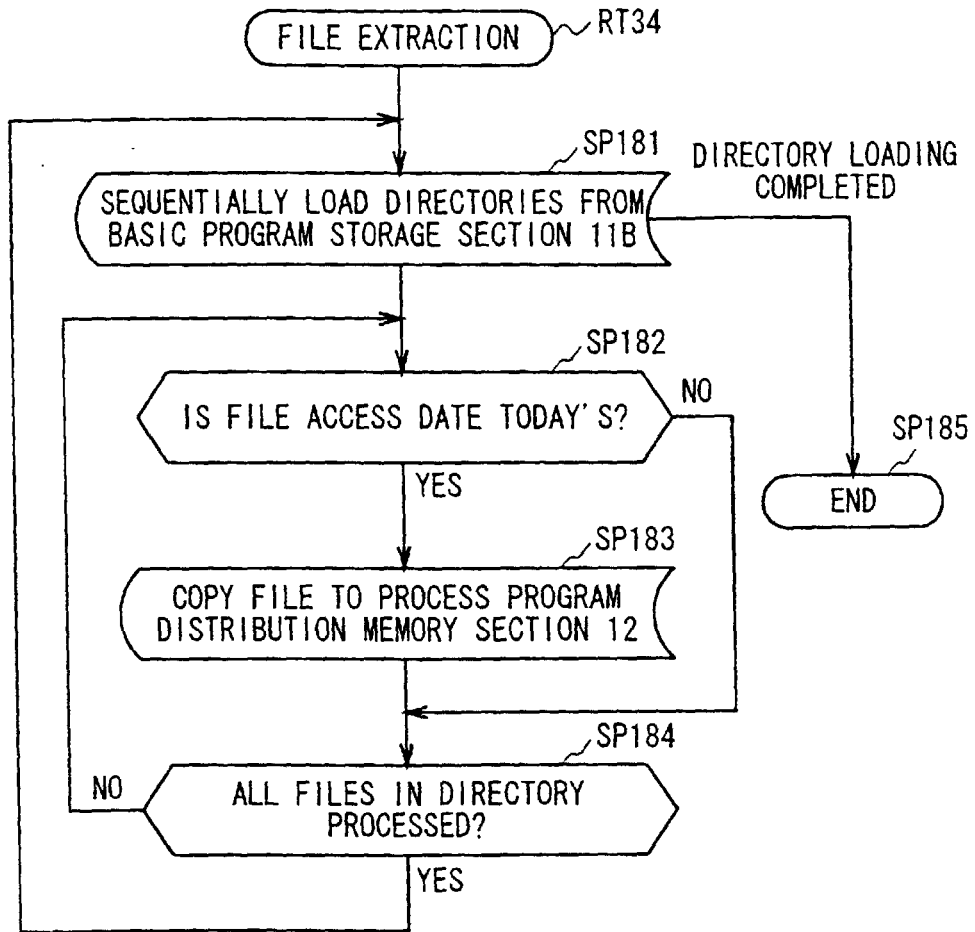 FILE EXTRACTION
RT34
SP181
DIRECTORY LOADING
COMPLETED
SEQUENTIALLY LOAD DIRECTORIES FROM
BASIC PROGRAM STORAGE SECTION 11B
SP182
IS FILE ACCESS DATE TODAY'S?
NO
YES
SP185
END
SP183
COPY FILE TO PROCESS PROGRAM
DISTRIBUTION MEMORY SECTION 12
SP184
NO
ALL FILES IN DIRECTORY
PROCESSED?
YES